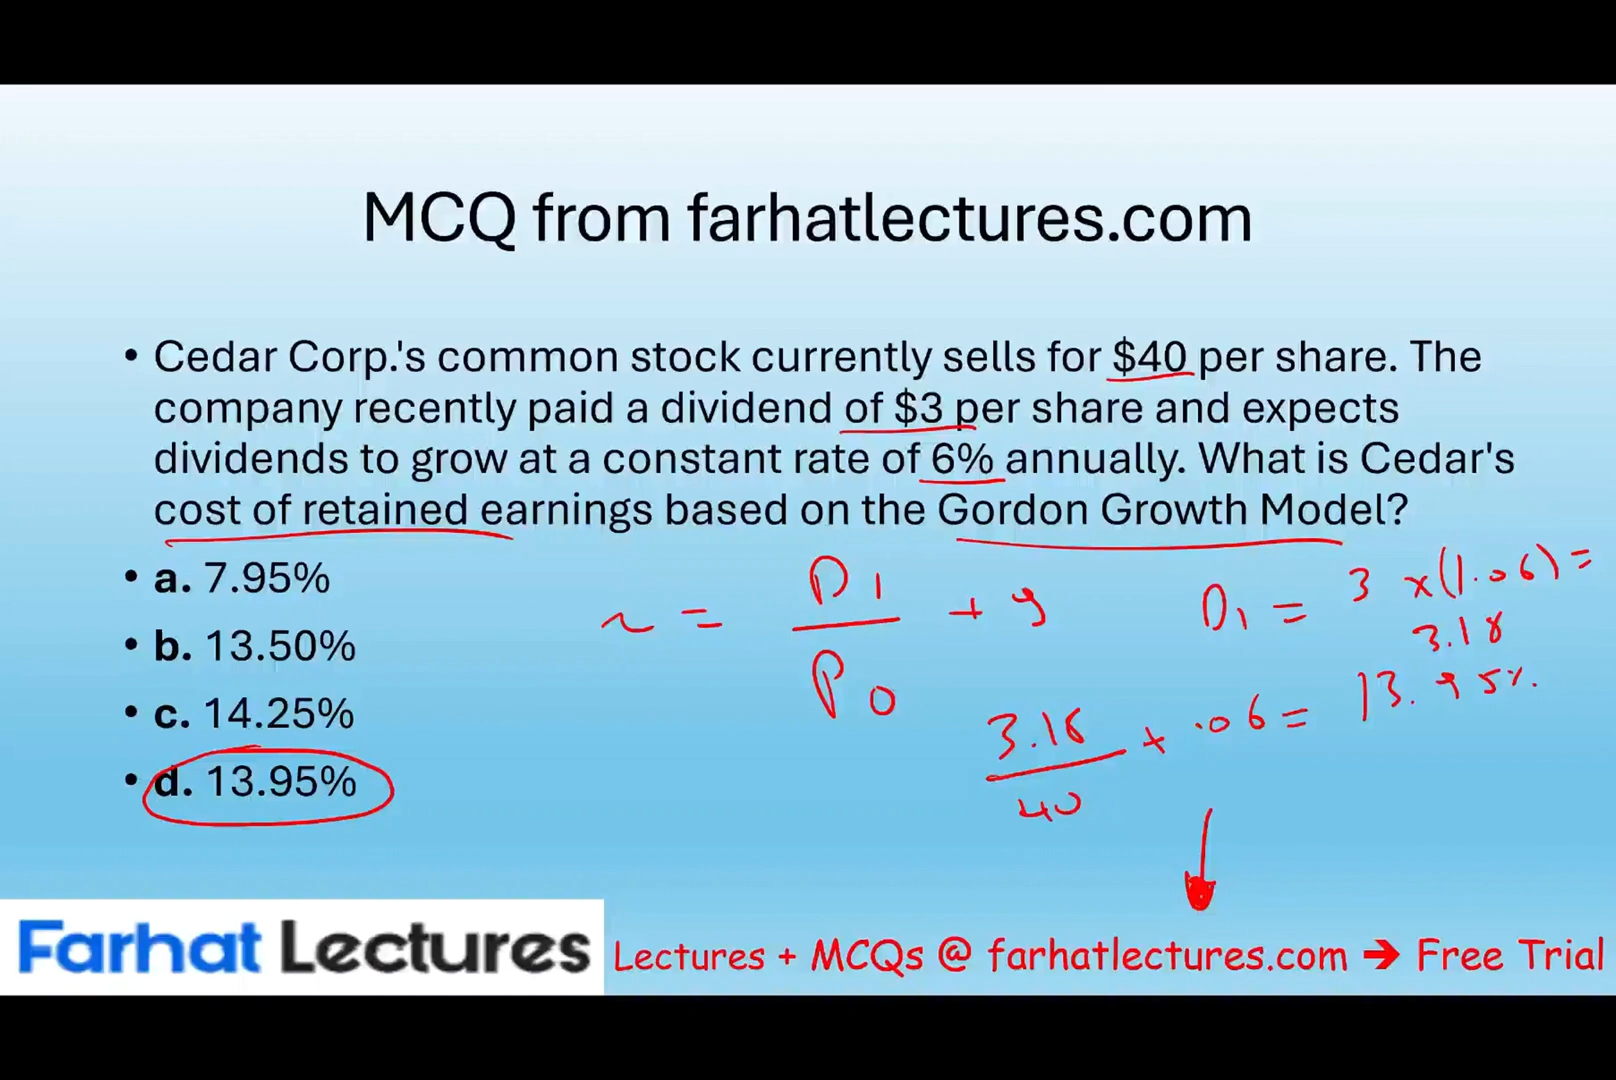 MCQ from farhatlectures.com
• Cedar Corp.'s common stock currently sells for $40 per share. The
company recently paid a dividend of $3 per share and expects
dividends to grow at a constant rate of 6% annually. What is Cedar's
cost of retained earnings based on the Gordon Growth Model?
• a. 7.95%
• b. 13.50%
• c. 14.25%
• d. 13.95%
r = D1 / P0 + g
D1 = 3 x (1.06) =
3.18
3.18 / 40 + .06 = 13.95%.
Farhat Lectures
Lectures + MCQs @ farhatlectures.com ➔ Free Trial